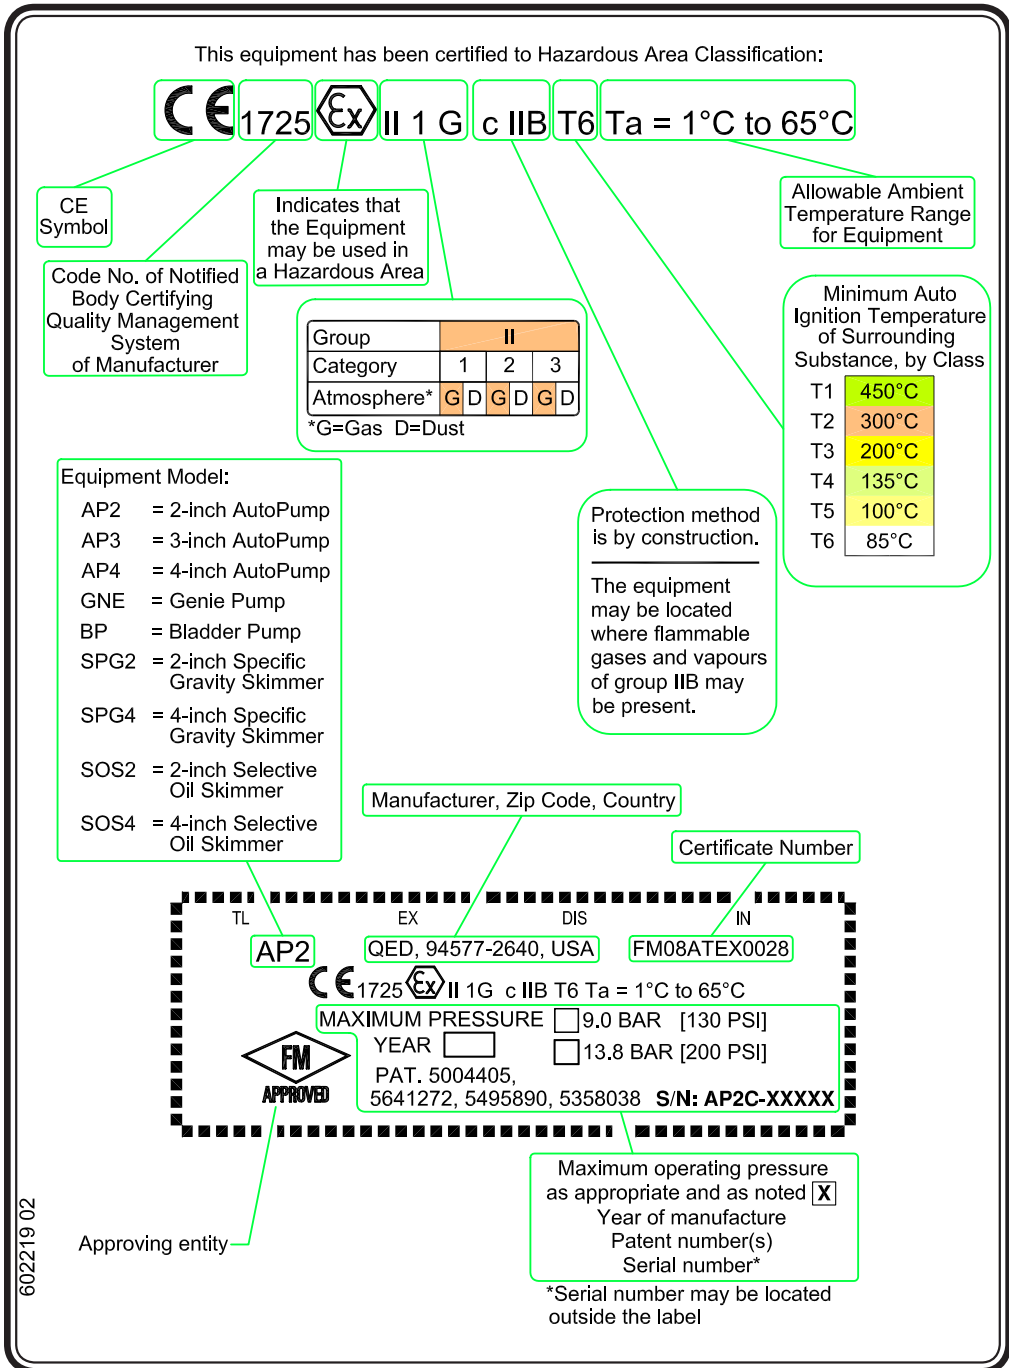 This equipment has been certified to Hazardous Area Classification:
CE 1725 Ex II 1 G c IIB T6 Ta = 1°C to 65°C
CE
Symbol
Code No. of Notified
Body Certifying
Quality Management
System
of Manufacturer
Indicates that
the Equipment
may be used in
a Hazardous Area
Allowable Ambient
Temperature Range
for Equipment
Group II
Category 1 2 3
Atmosphere* G D G D G D
*G=Gas D=Dust
Minimum Auto
Ignition Temperature
of Surrounding
Substance, by Class
T1 450°C
T2 300°C
T3 200°C
T4 135°C
T5 100°C
T6 85°C
Protection method
is by construction.
The equipment
may be located
where flammable
gases and vapours
of group IIB may
be present.
Equipment Model:
AP2 = 2-inch AutoPump
AP3 = 3-inch AutoPump
AP4 = 4-inch AutoPump
GNE = Genie Pump
BP = Bladder Pump
SPG2 = 2-inch Specific
Gravity Skimmer
SPG4 = 4-inch Specific
Gravity Skimmer
SOS2 = 2-inch Selective
Oil Skimmer
SOS4 = 4-inch Selective
Oil Skimmer
Manufacturer, Zip Code, Country
Certificate Number
TL EX DIS IN
AP2 QED, 94577-2640, USA FM08ATEX0028
CE 1725 Ex II 1G c IIB T6 Ta = 1°C to 65°C
MAXIMUM PRESSURE 9.0 BAR [130 PSI]
YEAR 13.8 BAR [200 PSI]
PAT. 5004405,
5641272, 5495890, 5358038 S/N: AP2C-XXXXX
FM
APPROVED
Maximum operating pressure
as appropriate and as noted X
Year of manufacture
Patent number(s)
Serial number*
*Serial number may be located
outside the label
Approving entity
602219 02